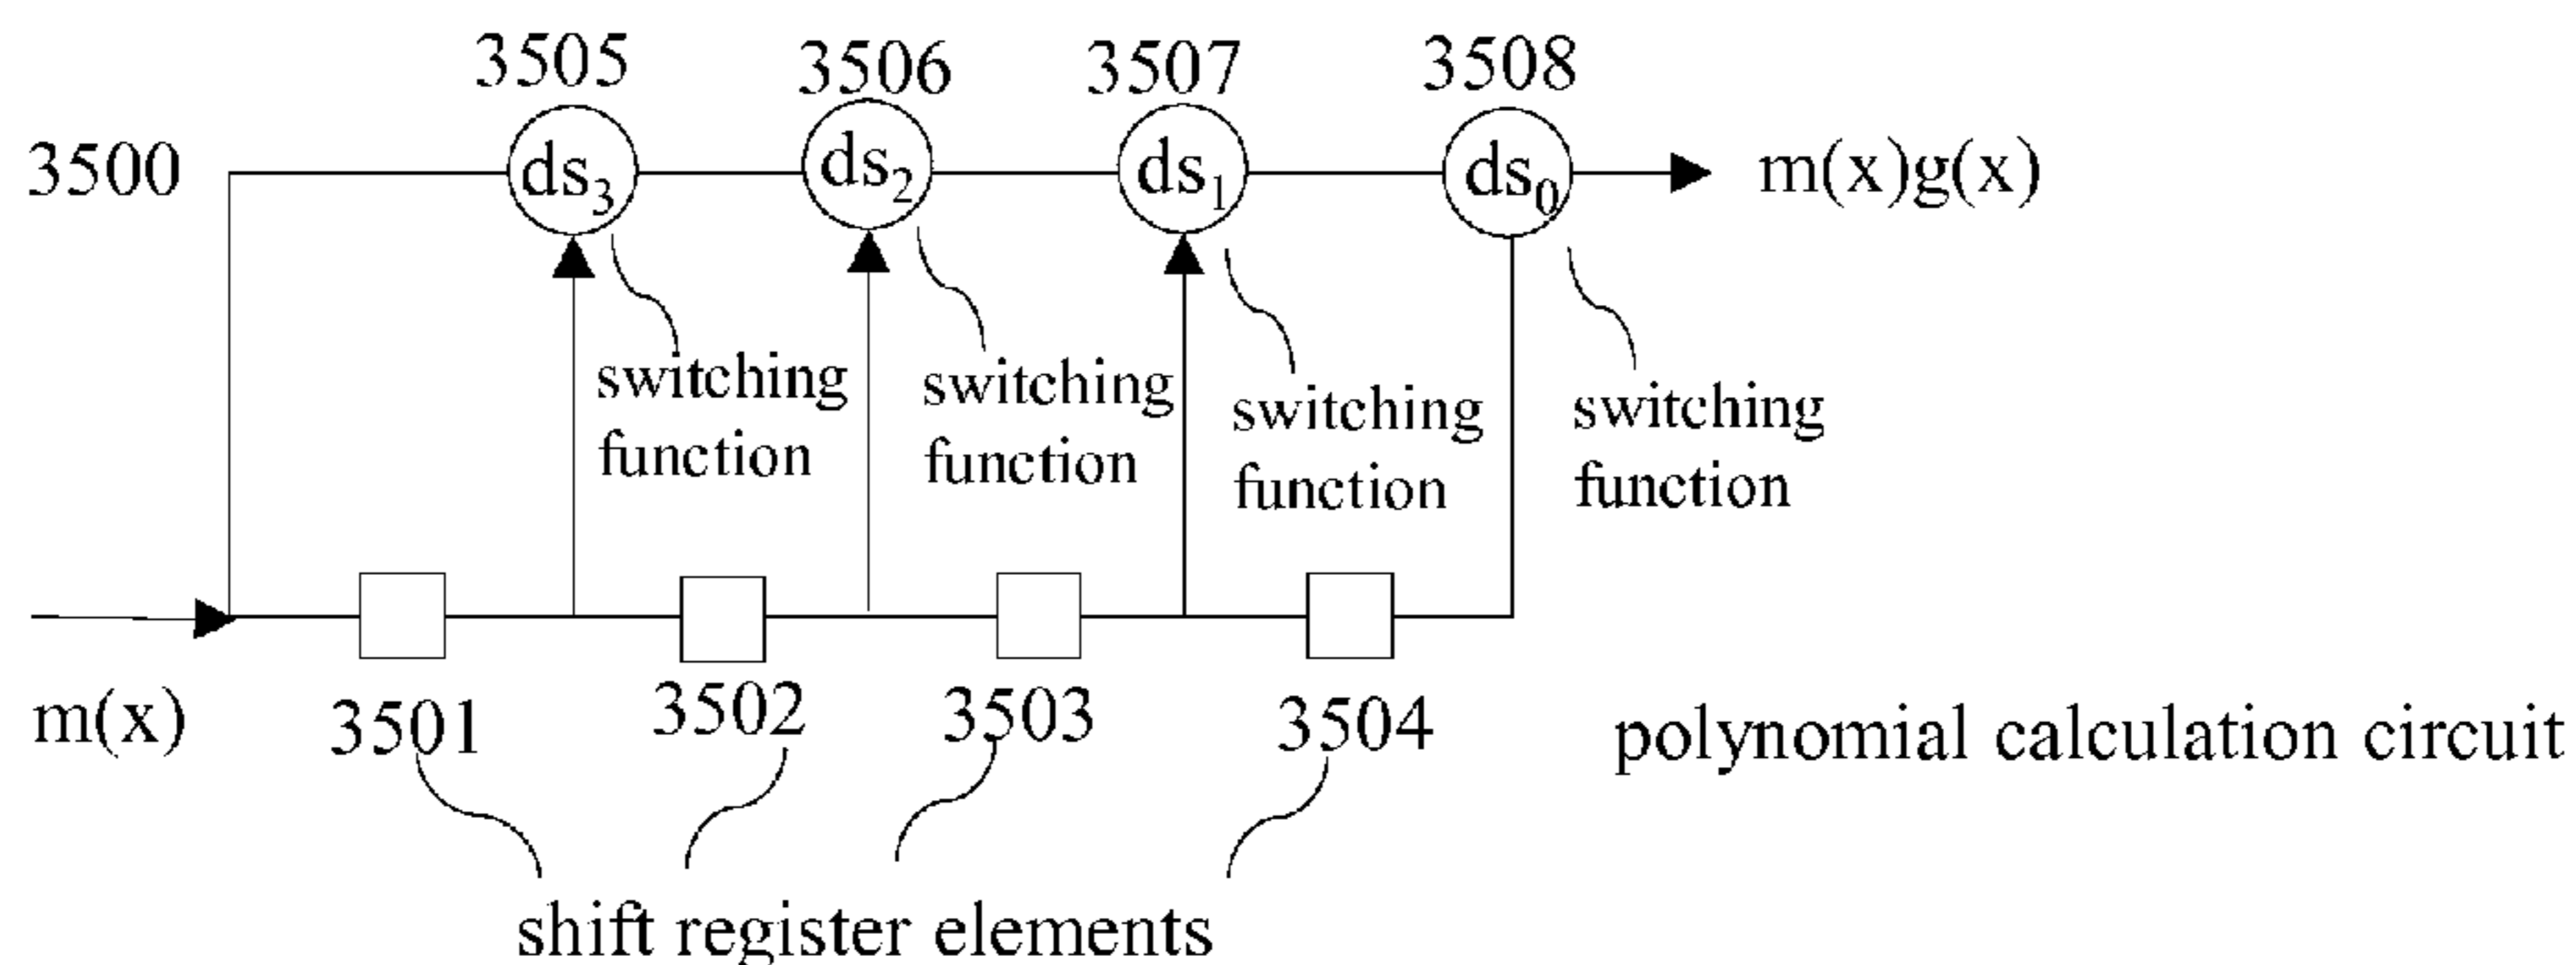 3505 3506 3507 3508
3500 ds3 ds2 ds1 ds0 m(x)g(x)
switching function
switching function
switching function
switching function
m(x) 3501 3502 3503 3504 polynomial calculation circuit
shift register elements